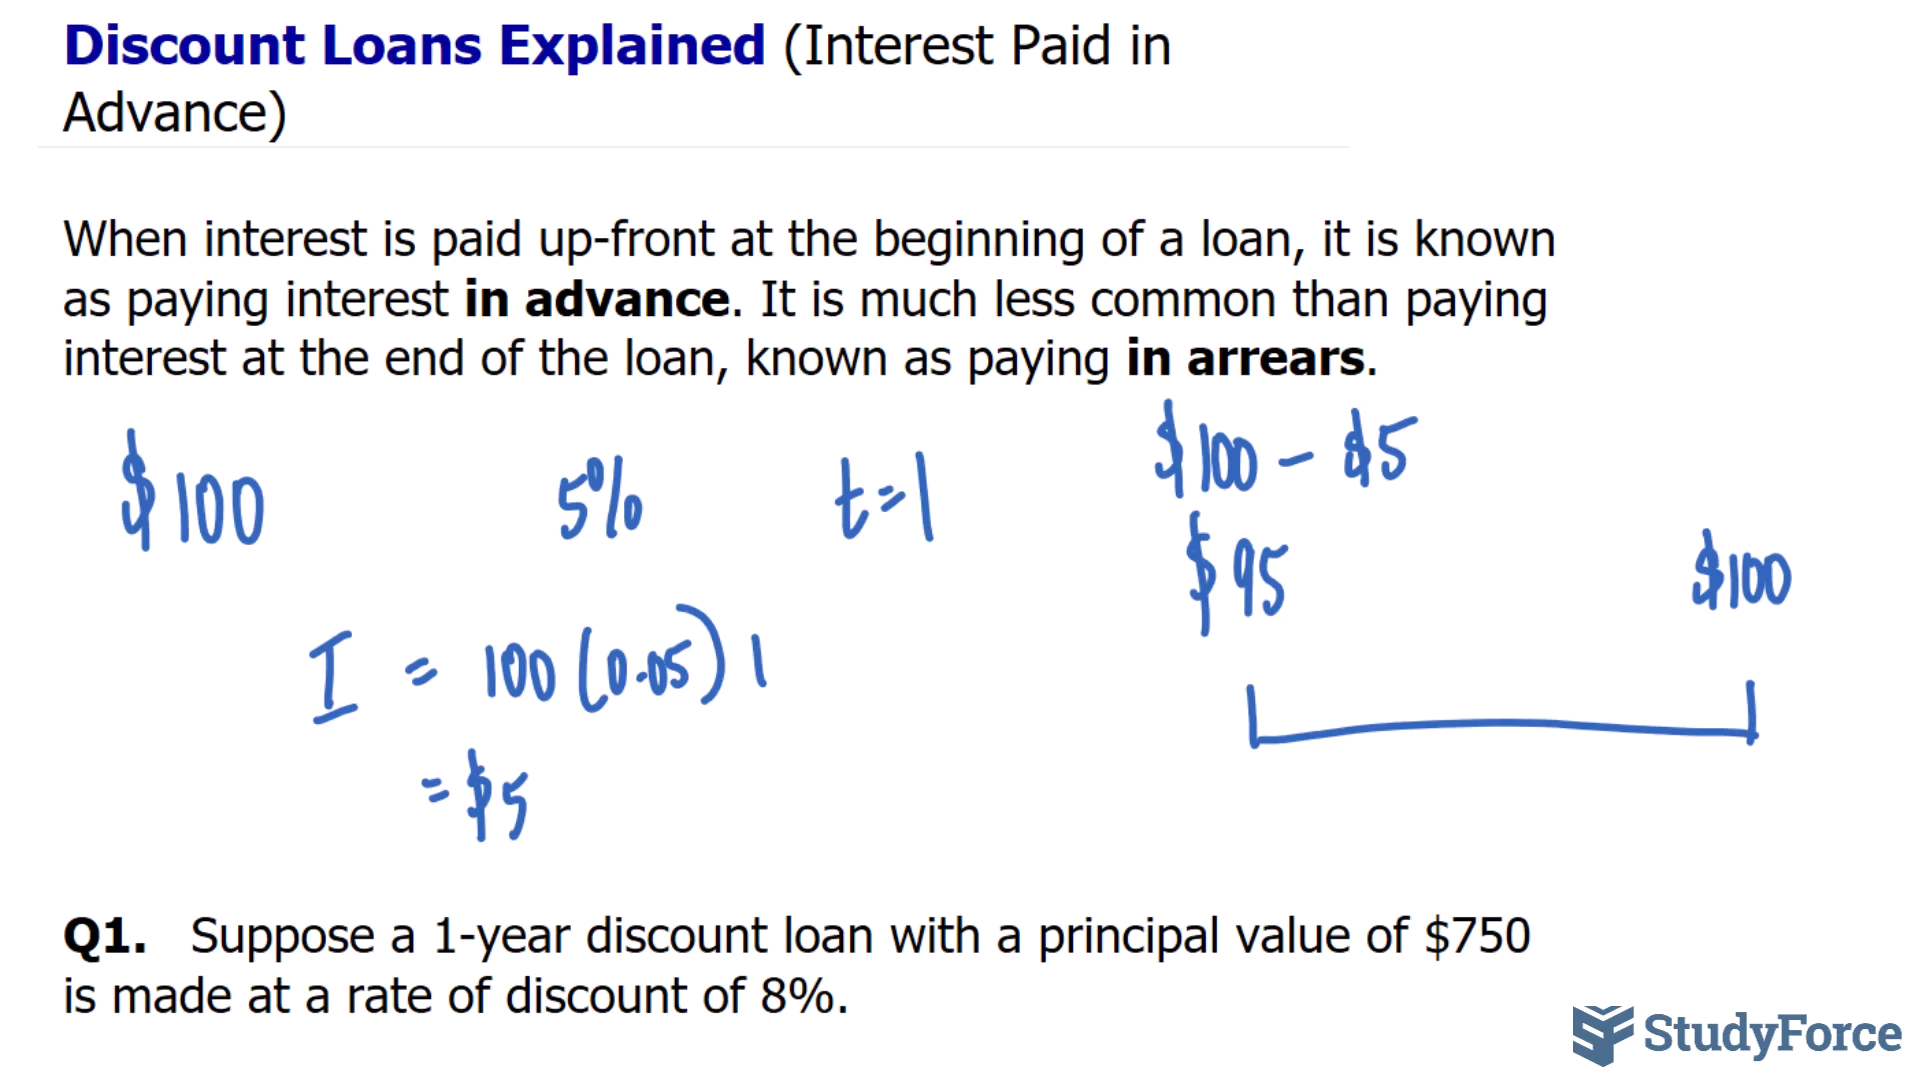 Discount Loans Explained (Interest Paid in
Advance)
When interest is paid up-front at the beginning of a loan, it is known
as paying interest in advance. It is much less common than paying
interest at the end of the loan, known as paying in arrears.
$100 5% t=1 $100 - $5
$95 $100
I = 100 (0.05) 1
= $5
Q1. Suppose a 1-year discount loan with a principal value of $750
is made at a rate of discount of 8%.
StudyForce